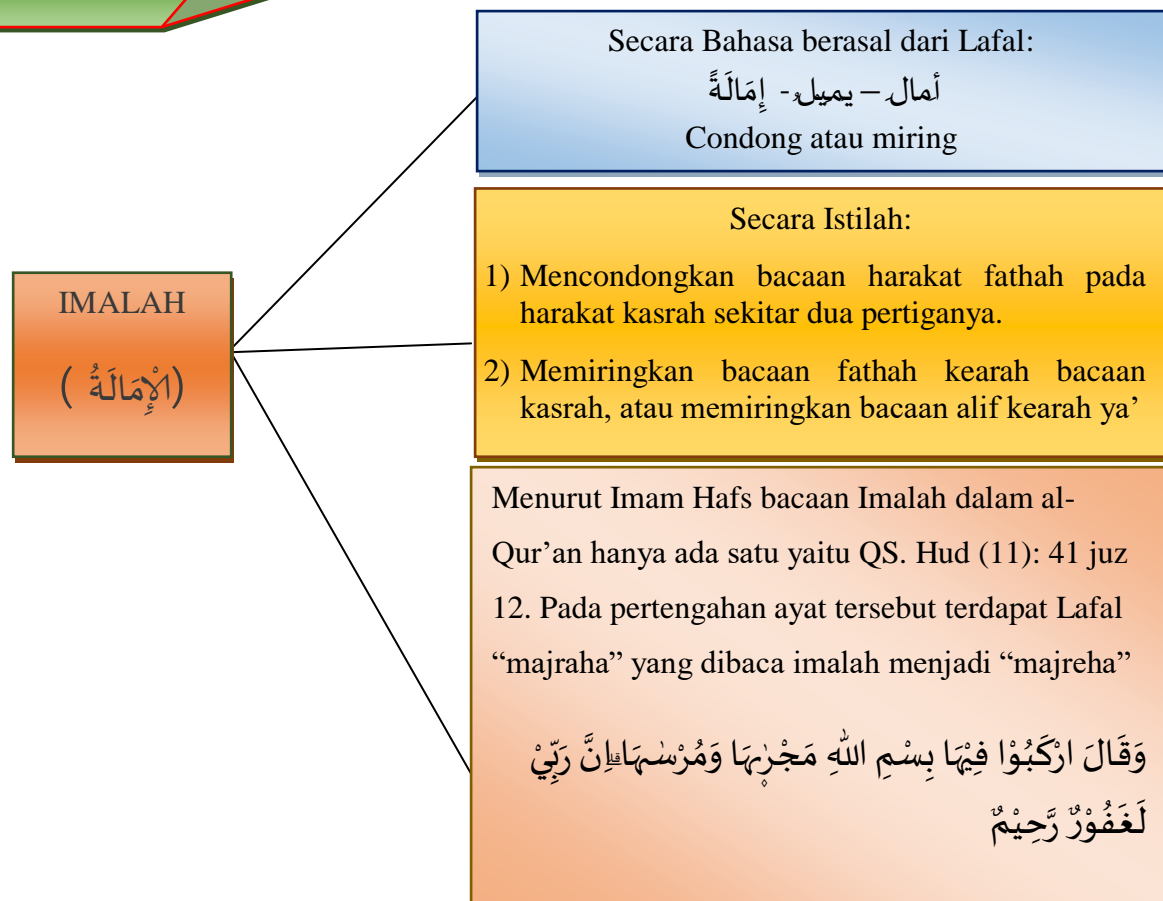 IMALAH
(الْإِمَالَةُ )
Secara Bahasa berasal dari Lafal:
أمال – يميل - إِمَالَةً
Condong atau miring
Secara Istilah:
1) Mencondongkan bacaan harakat fathah pada
harakat kasrah sekitar dua pertiganya.
2) Memiringkan bacaan fathah kearah bacaan
kasrah, atau memiringkan bacaan alif kearah ya’
Menurut Imam Hafs bacaan Imalah dalam al-
Qur’an hanya ada satu yaitu QS. Hud (11): 41 juz
12. Pada pertengahan ayat tersebut terdapat Lafal
“majraha” yang dibaca imalah menjadi “majreha”
وَقَالَ ارْكَبُوْا فِيْهَا بِسْمِ اللّٰهِ مَجْرٰ۪ىهَا وَمُرْسٰىهَاۗ اِنَّ رَبِّيْ
لَغَفُوْرٌ رَّحِيْمٌ